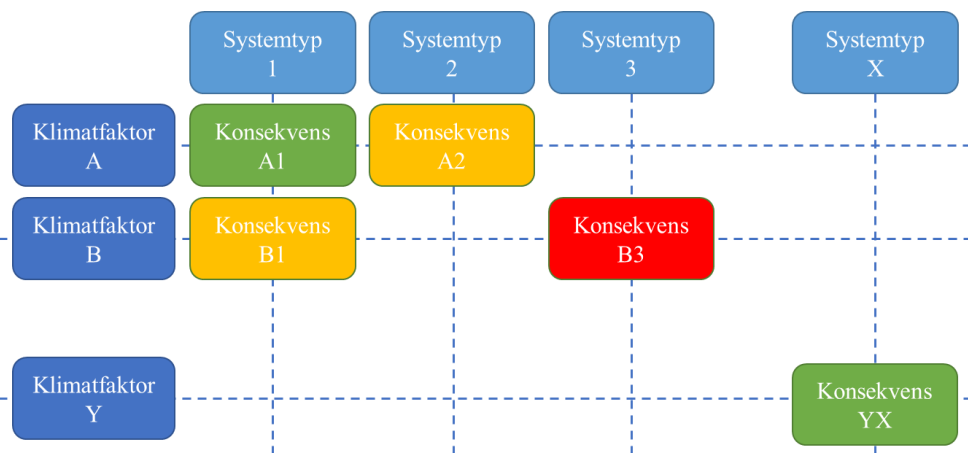 Systemtyp
1
Systemtyp
2
Systemtyp
3
Systemtyp
X
Klimatfaktor
A
Konsekvens
A1
Konsekvens
A2
Klimatfaktor
B
Konsekvens
B1
Konsekvens
B3
Klimatfaktor
Y
Konsekvens
YX